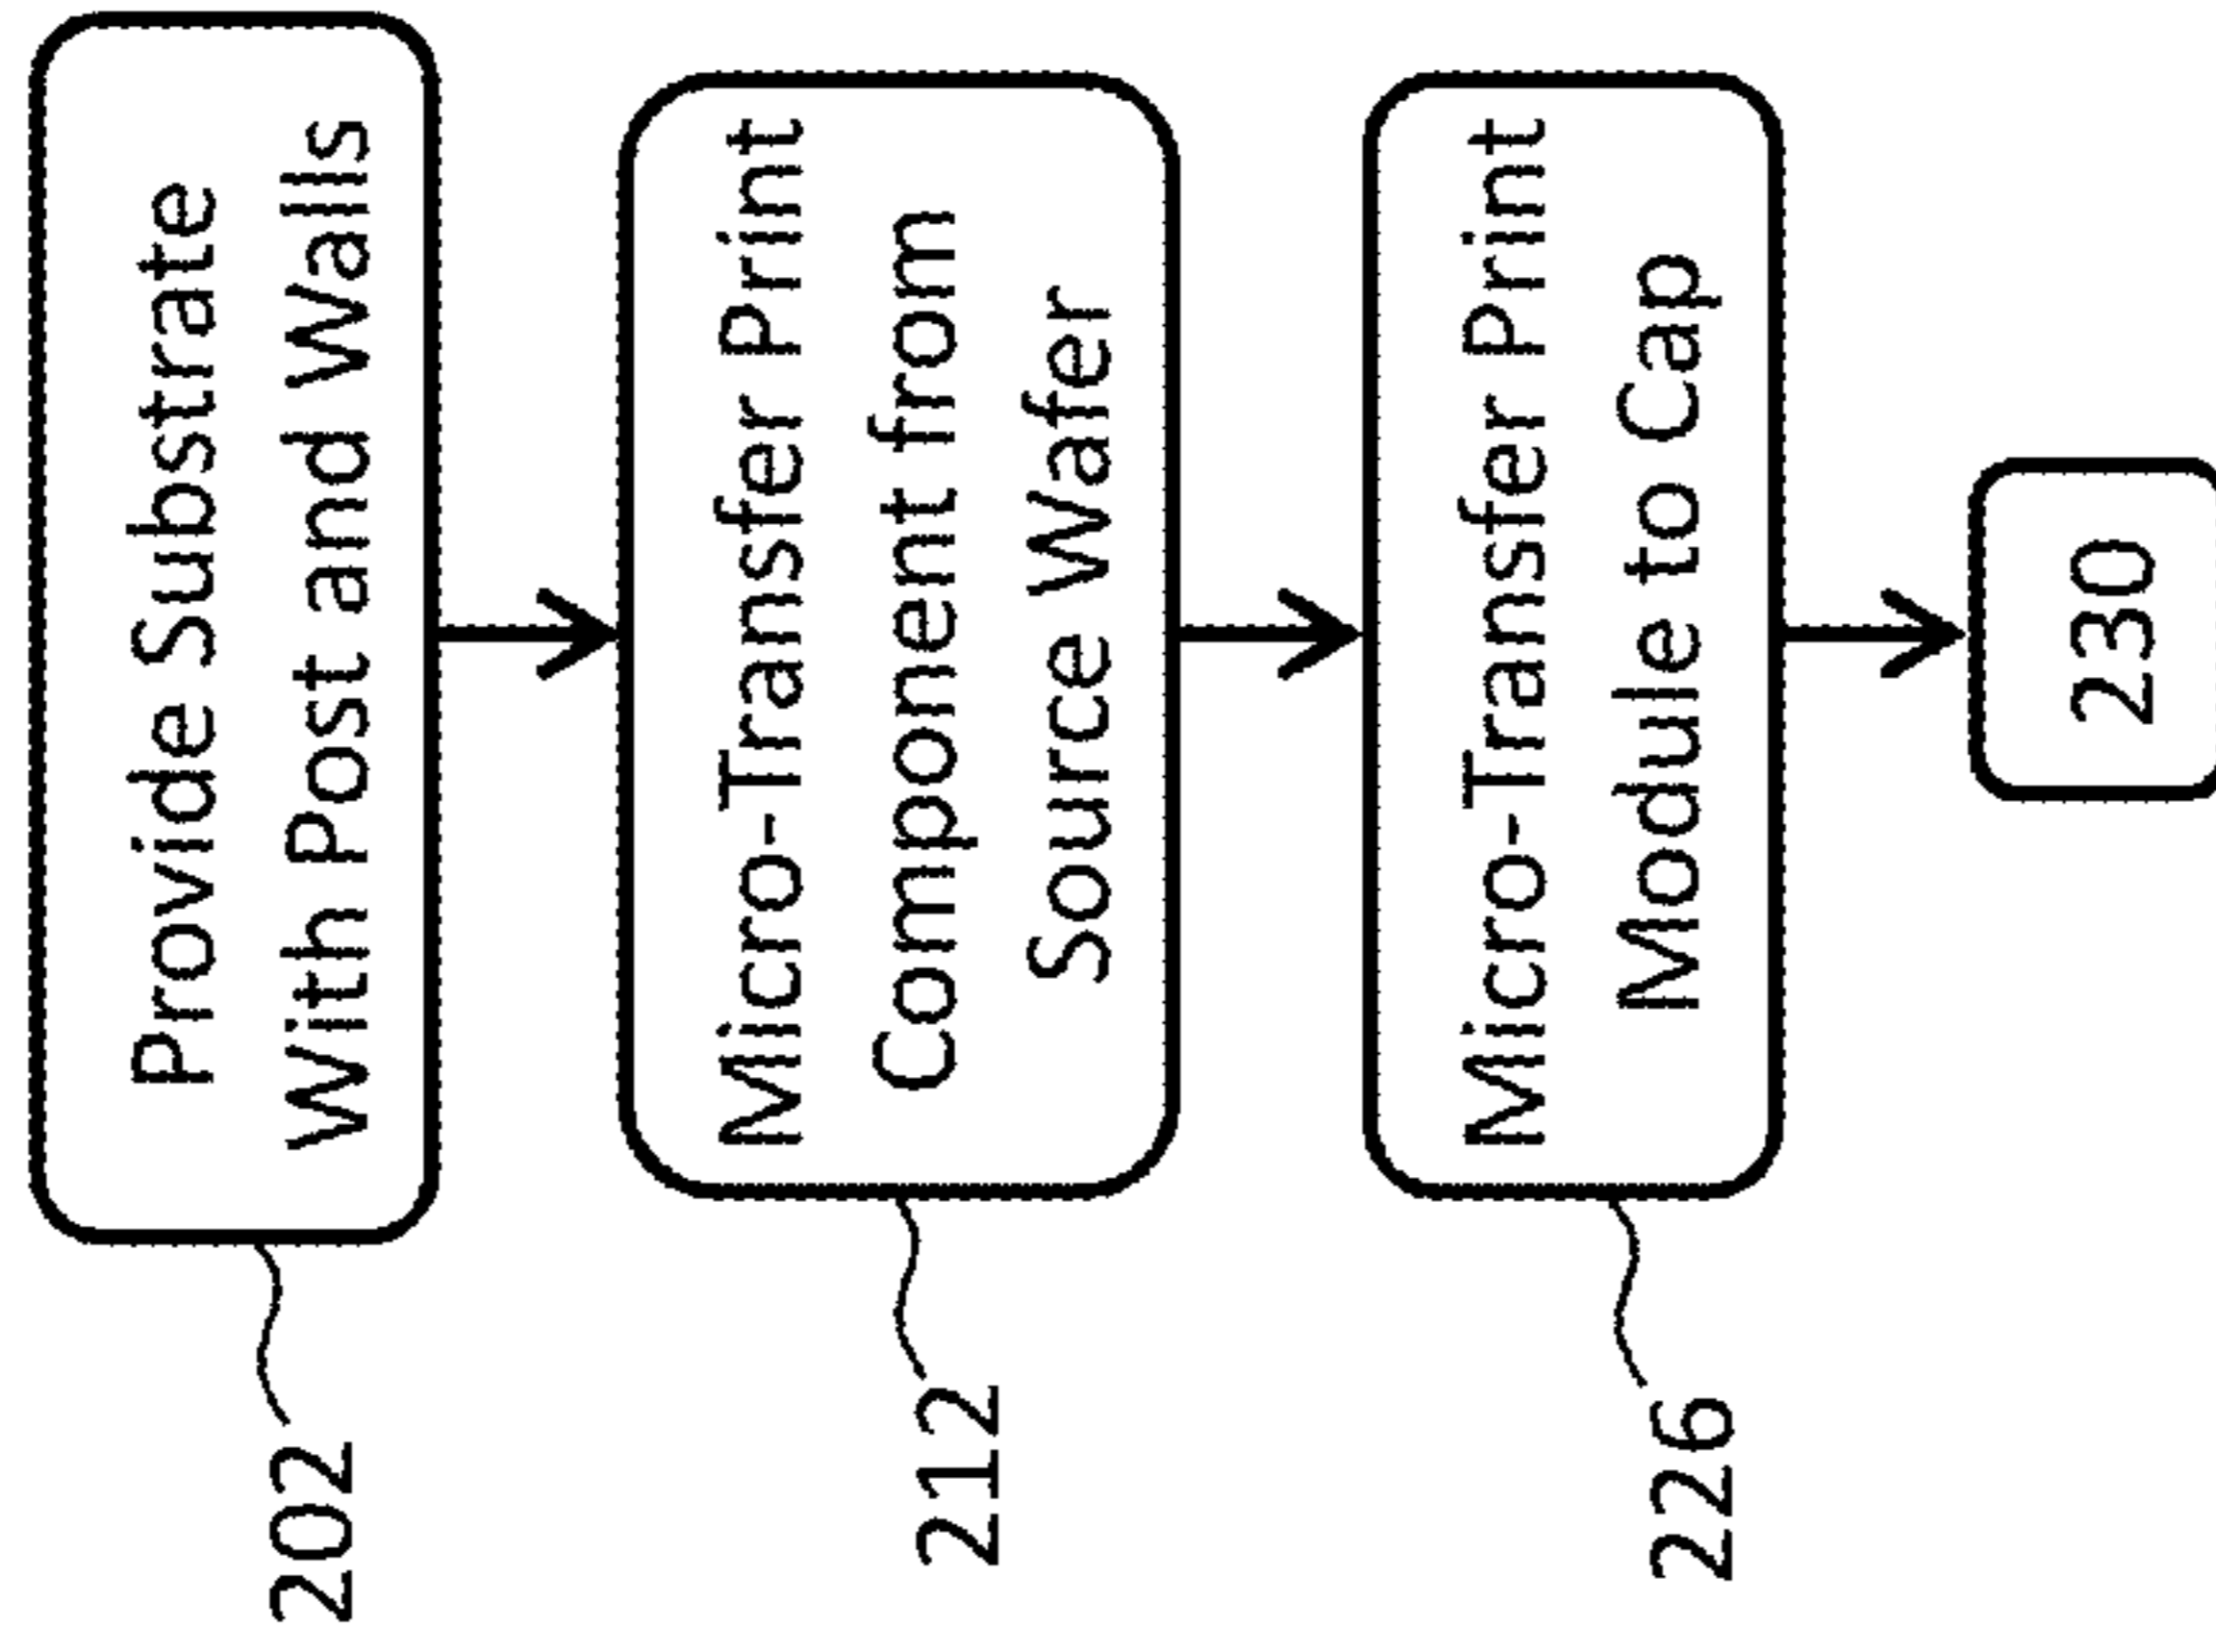 202
Provide Substrate
With Post and Walls
212
Micro-Transfer Print
Component from
Source Wafer
226
Micro-Transfer Print
Module to Cap
230